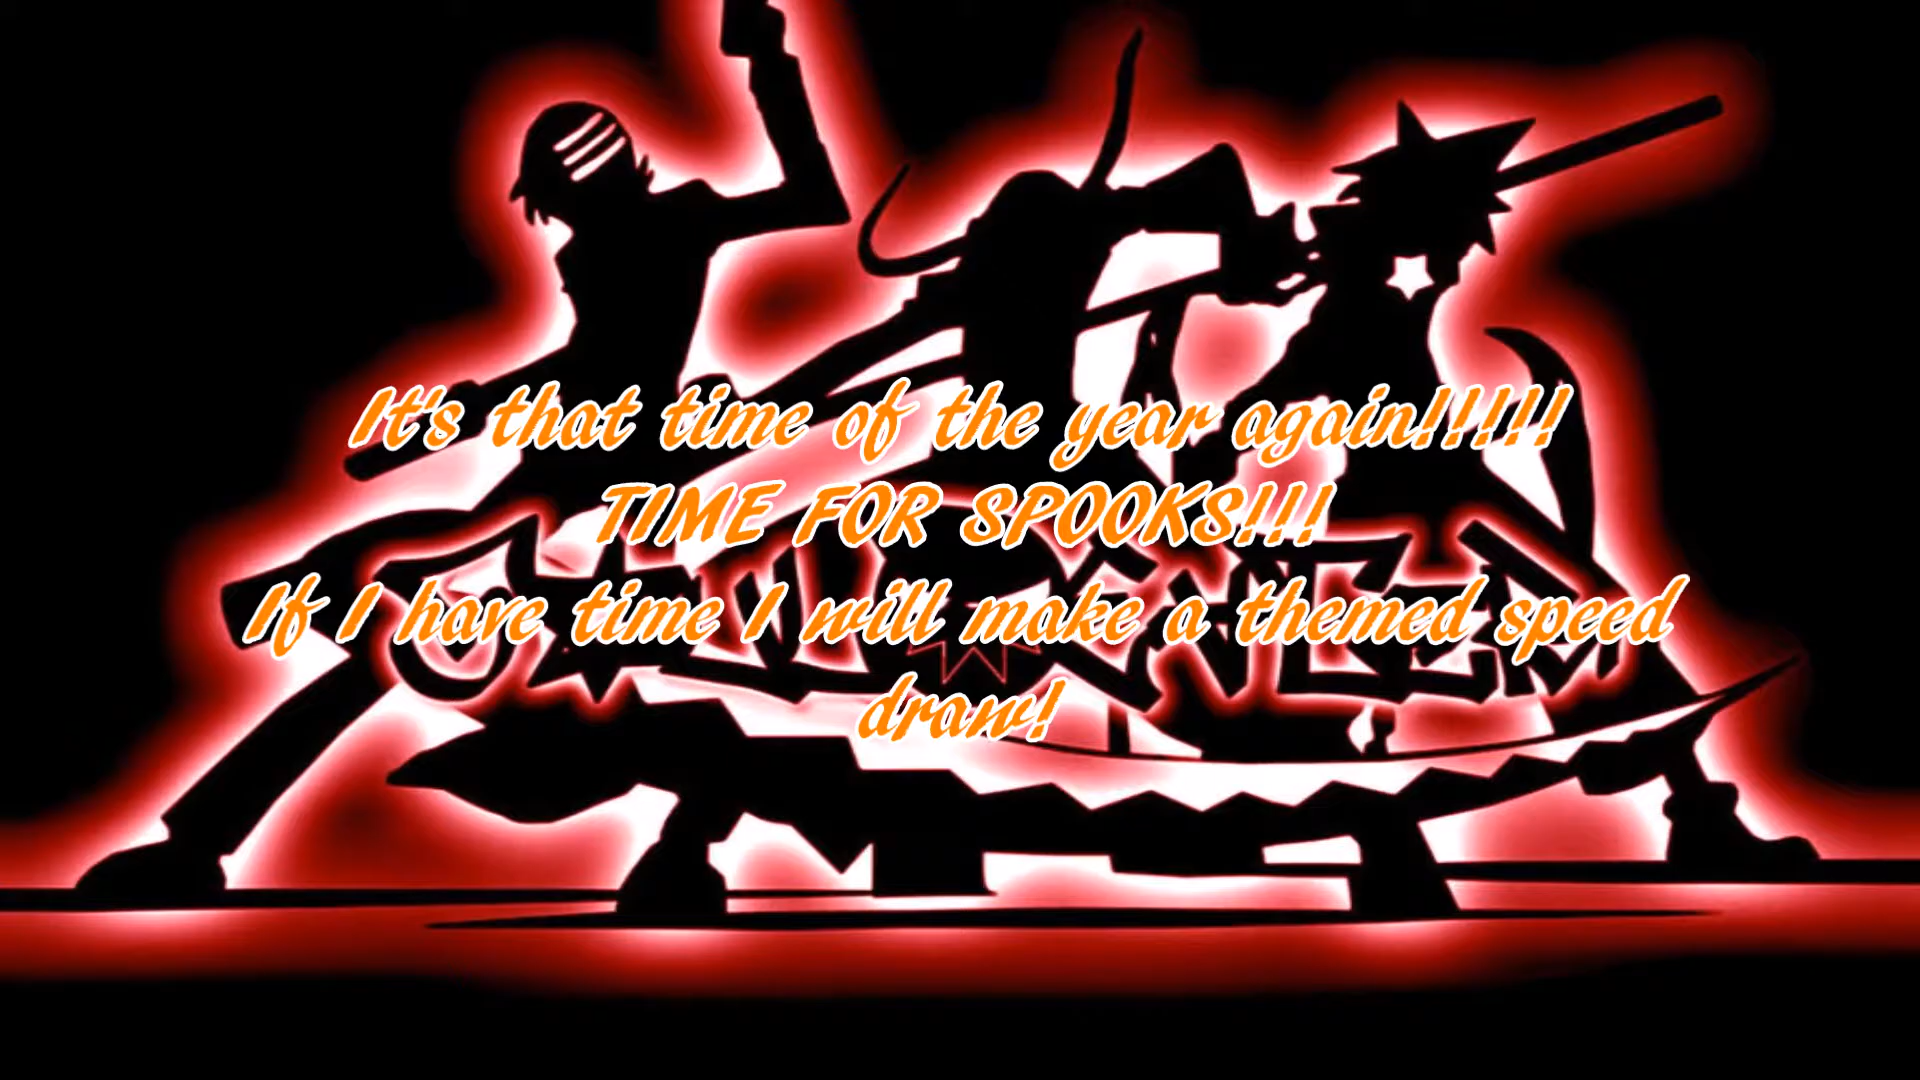 It's that time of the year again!!!!!
TIME FOR SPOOKS!!!
If I have time I will make a themed speed
draw!